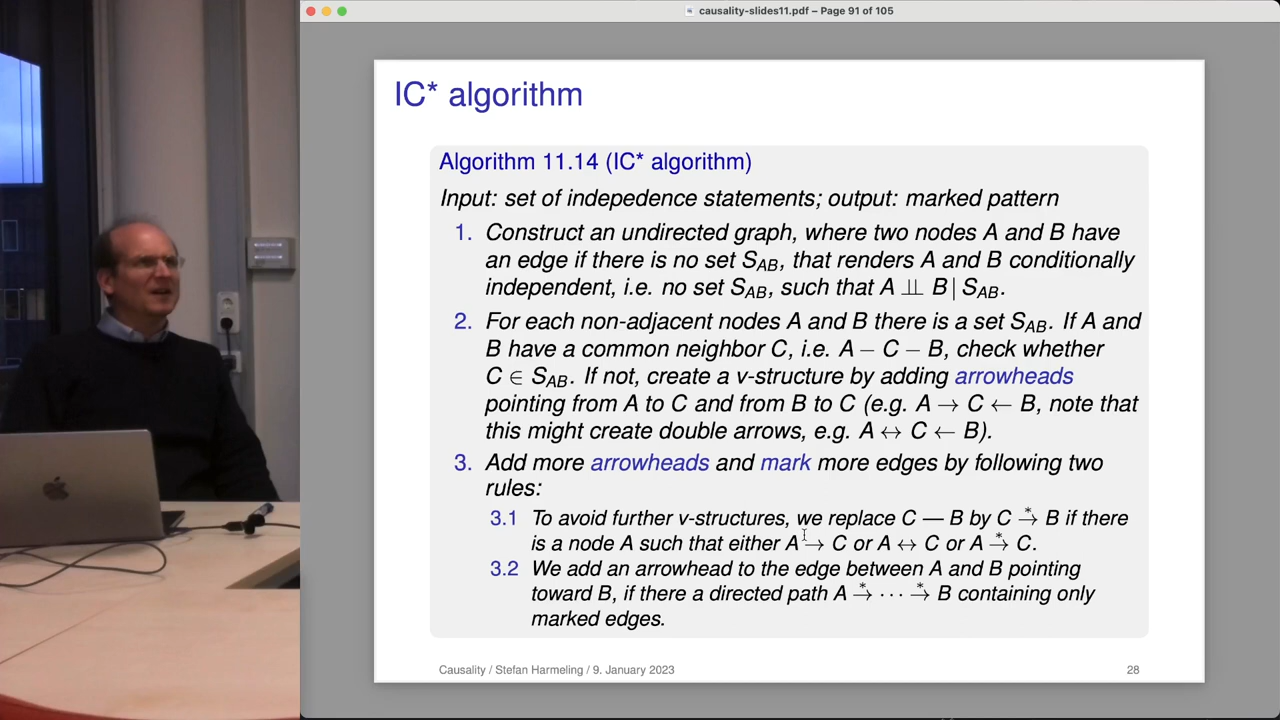 causality-slides11.pdf – Page 91 of 105
IC* algorithm
Algorithm 11.14 (IC* algorithm)
Input: set of indepedence statements; output: marked pattern
1. Construct an undirected graph, where two nodes A and B have
an edge if there is no set S_AB, that renders A and B conditionally
independent, i.e. no set S_AB, such that A ⫫ B | S_AB.
2. For each non-adjacent nodes A and B there is a set S_AB. If A and
B have a common neighbor C, i.e. A − C − B, check whether
C ∈ S_AB. If not, create a v-structure by adding arrowheads
pointing from A to C and from B to C (e.g. A → C ← B, note that
this might create double arrows, e.g. A ↔ C ← B).
3. Add more arrowheads and mark more edges by following two
rules:
3.1 To avoid further v-structures, we replace C — B by C →* B if there
is a node A such that either A → C or A ↔ C or A →* C.
3.2 We add an arrowhead to the edge between A and B pointing
toward B, if there a directed path A →* ⋯ →* B containing only
marked edges.
Causality / Stefan Harmeling / 9. January 2023
28